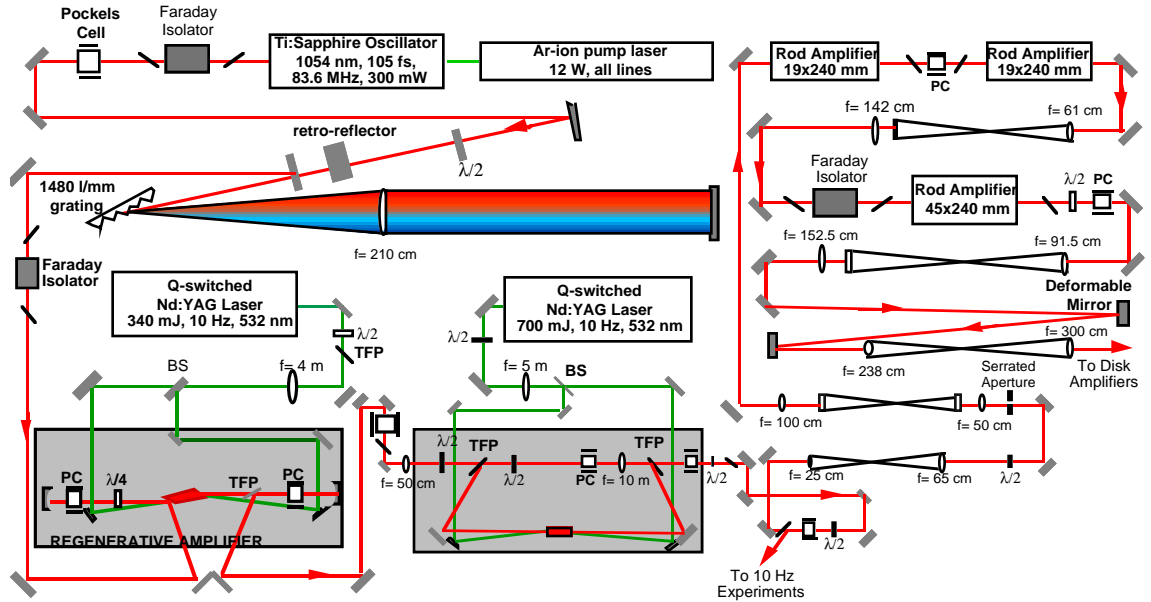 Pockels
Cell
Faraday
Isolator
Ti:Sapphire Oscillator
1054 nm, 105 fs,
83.6 MHz, 300 mW
Ar-ion pump laser
12 W, all lines
Rod Amplifier
19x240 mm
PC
Rod Amplifier
19x240 mm
f= 142 cm
f= 61 cm
retro-reflector
λ/2
1480 l/mm
grating
f= 210 cm
Faraday
Isolator
Rod Amplifier
45x240 mm
λ/2
PC
f= 152.5 cm
f= 91.5 cm
Faraday
Isolator
Q-switched
Nd:YAG Laser
340 mJ, 10 Hz, 532 nm
Q-switched
Nd:YAG Laser
700 mJ, 10 Hz, 532 nm
Deformable
Mirror
λ/2
TFP
λ/2
f= 300 cm
BS
f= 4 m
f= 5 m
BS
f= 238 cm
To Disk
Amplifiers
Serrated
Aperture
f= 100 cm
f= 50 cm
PC
λ/4
TFP
PC
REGENERATIVE AMPLIFIER
f= 50 cm
λ/2
TFP
λ/2
PC
f= 10 m
TFP
λ/2
f= 25 cm
f= 65 cm
λ/2
λ/2
To 10 Hz
Experiments